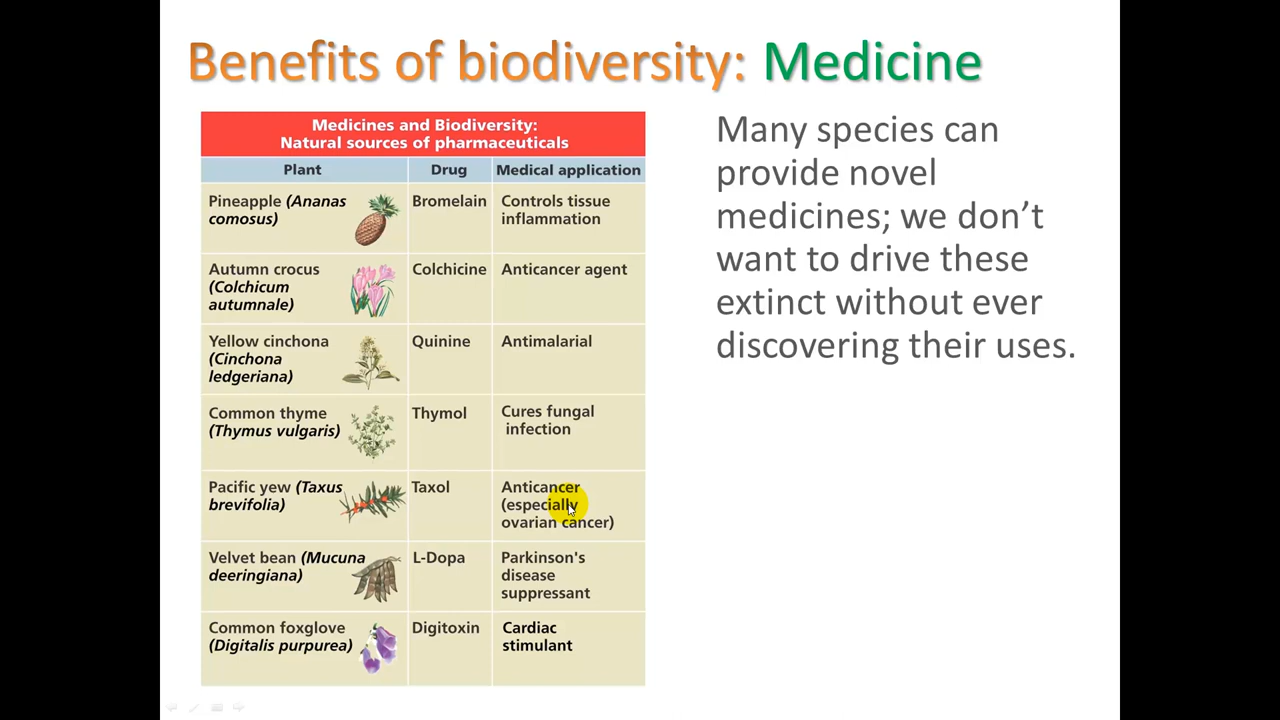 Benefits of biodiversity: Medicine
Medicines and Biodiversity:
Natural sources of pharmaceuticals
Plant Drug Medical application
Pineapple (Ananas
comosus)
Bromelain
Controls tissue
inflammation
Autumn crocus
(Colchicum
autumnale)
Colchicine
Anticancer agent
Yellow cinchona
(Cinchona
ledgeriana)
Quinine
Antimalarial
Common thyme
(Thymus vulgaris)
Thymol
Cures fungal
infection
Pacific yew (Taxus
brevifolia)
Taxol
Anticancer
(especially
ovarian cancer)
Velvet bean (Mucuna
deeringiana)
L-Dopa
Parkinson's
disease
suppressant
Common foxglove
(Digitalis purpurea)
Digitoxin
Cardiac
stimulant
Many species can
provide novel
medicines; we don’t
want to drive these
extinct without ever
discovering their uses.